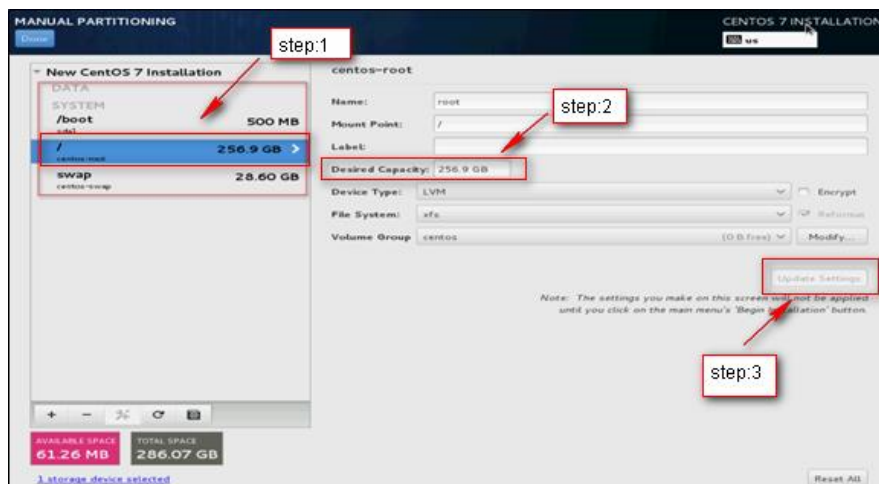 MANUAL PARTITIONING
CENTOS 7 INSTALLATION
Done
us
step:1
New CentOS 7 Installation
DATA
SYSTEM
/boot
500 MB
sda1
/
256.9 GB
centos-root
swap
28.60 GB
centos-swap
centos-root
Name: root
step:2
Mount Point: /
Label:
Desired Capacity: 256.9 GB
Device Type: LVM
Encrypt
File System: xfs
Reformat
Volume Group centos (0 B free)
Modify...
Update Settings
Note: The settings you make on this screen will not be applied
until you click on the main menu's 'Begin Installation' button.
step:3
+ -
AVAILABLE SPACE
61.26 MB
TOTAL SPACE
286.07 GB
1 storage device selected
Reset All